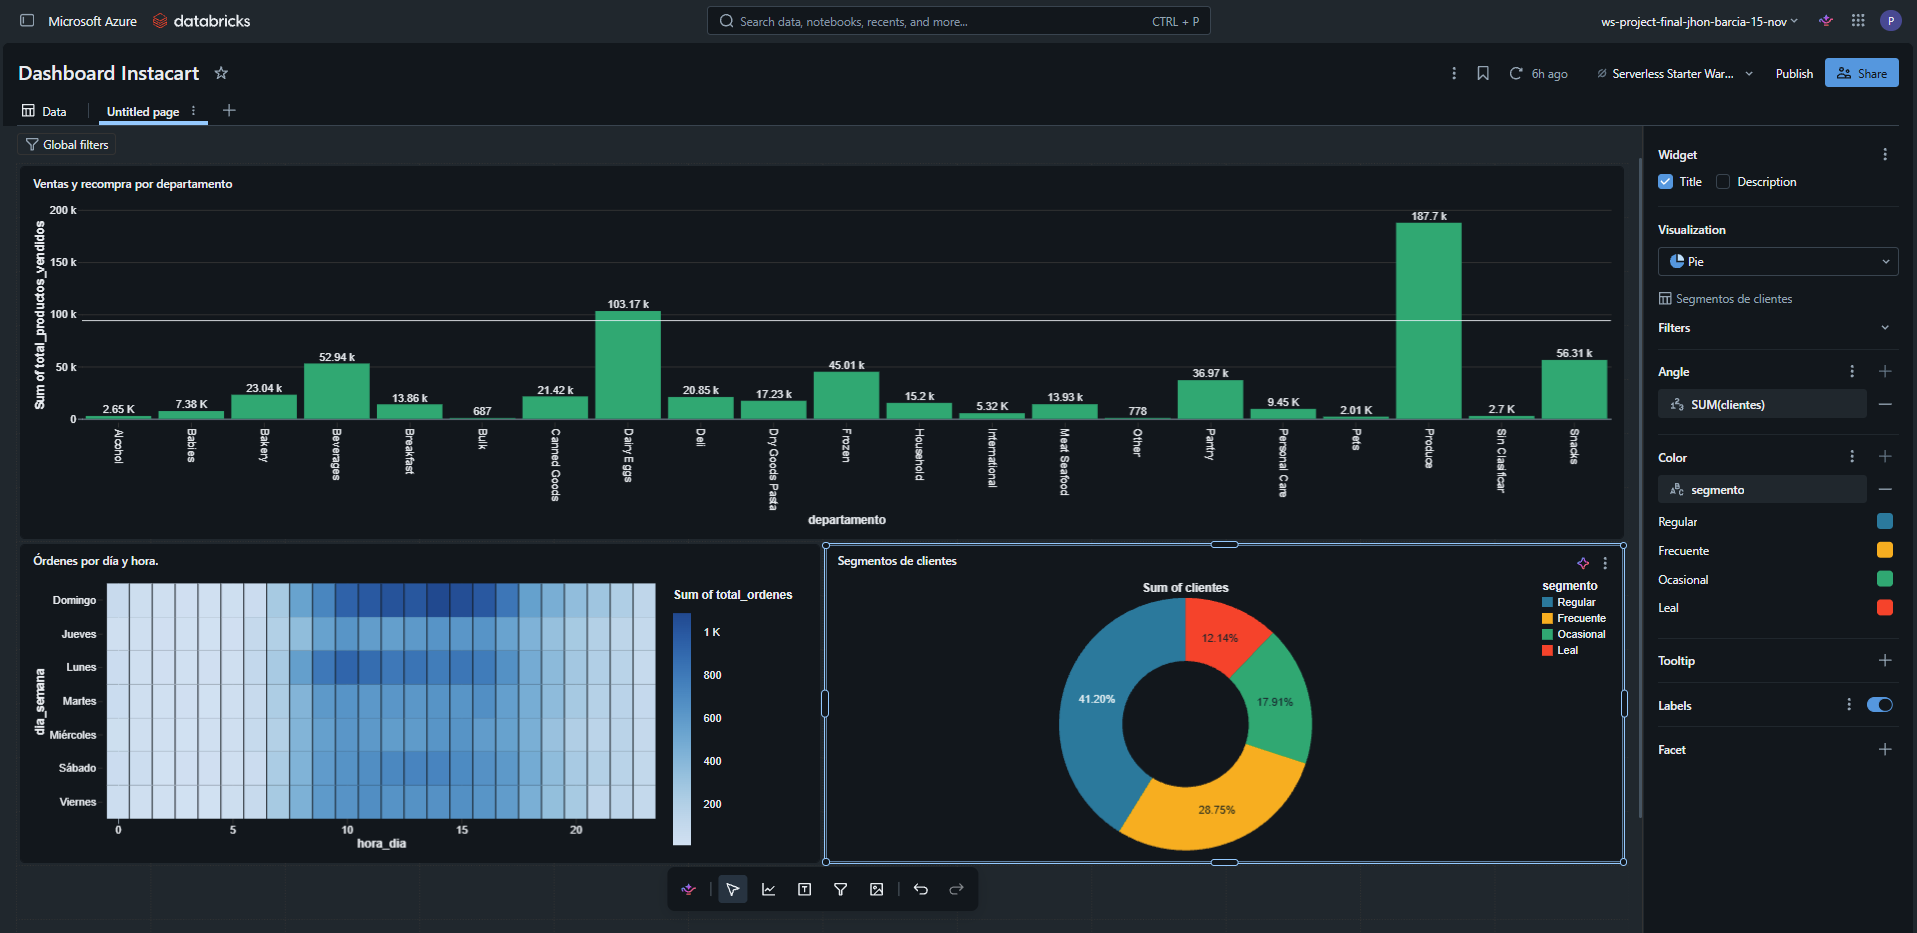 Microsoft Azure databricks
Search data, notebooks, recents, and more... CTRL + P
ws-project-final-jhon-barcia-15-nov
P
Dashboard Instacart
6h ago
Serverless Starter War...
Publish
Share
Data
Untitled page
Global filters
Ventas y recompra por departamento
Sum of total_productos_vendidos
200 k
150 k
100 k
50 k
0
2.65 K
7.38 K
23.04 k
52.94 k
13.86 k
687
21.42 k
103.17 k
20.85 k
17.23 k
45.01 k
15.2 k
5.32 K
13.93 k
778
36.97 k
9.45 K
2.01 K
187.7 k
2.7 K
56.31 k
Alcohol
Babies
Bakery
Beverages
Breakfast
Bulk
Canned Goods
Dairy Eggs
Deli
Dry Goods Pasta
Frozen
Household
International
Meat Seafood
Other
Pantry
Personal Care
Pets
Produce
Sin Clasificar
Snacks
departamento
Órdenes por día y hora.
dia_semana
Domingo
Jueves
Lunes
Martes
Miércoles
Sábado
Viernes
0
5
10
15
20
hora_dia
Sum of total_ordenes
1 K
800
600
400
200
Segmentos de clientes
Sum of clientes
12.14%
17.91%
28.75%
41.20%
segmento
Regular
Frecuente
Ocasional
Leal
Widget
Title
Description
Visualization
Pie
Segmentos de clientes
Filters
Angle
123 SUM(clientes)
Color
ABC segmento
Regular
Frecuente
Ocasional
Leal
Tooltip
Labels
Facet
T